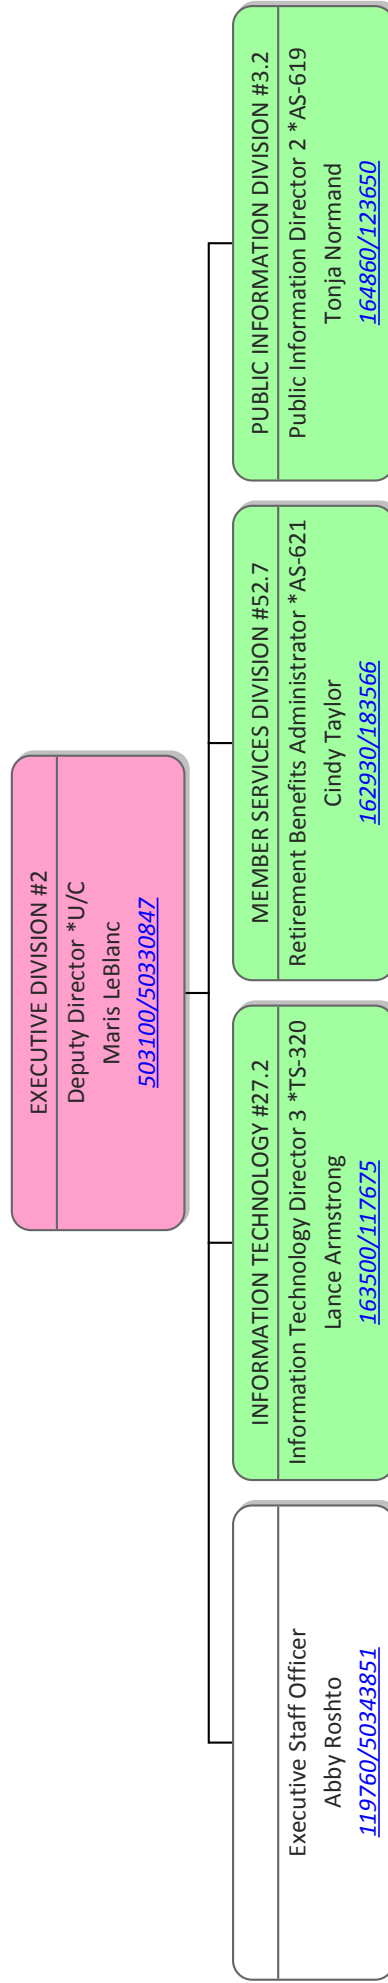 EXECUTIVE DIVISION #2
Deputy Director *U/C
Maris LeBlanc
503100/50330847
Executive Staff Officer
Abby Roshto
119760/50343851
INFORMATION TECHNOLOGY #27.2
Information Technology Director 3 *TS-320
Lance Armstrong
163500/117675
MEMBER SERVICES DIVISION #52.7
Retirement Benefits Administrator *AS-621
Cindy Taylor
162930/183566
PUBLIC INFORMATION DIVISION #3.2
Public Information Director 2 *AS-619
Tonja Normand
164860/123650